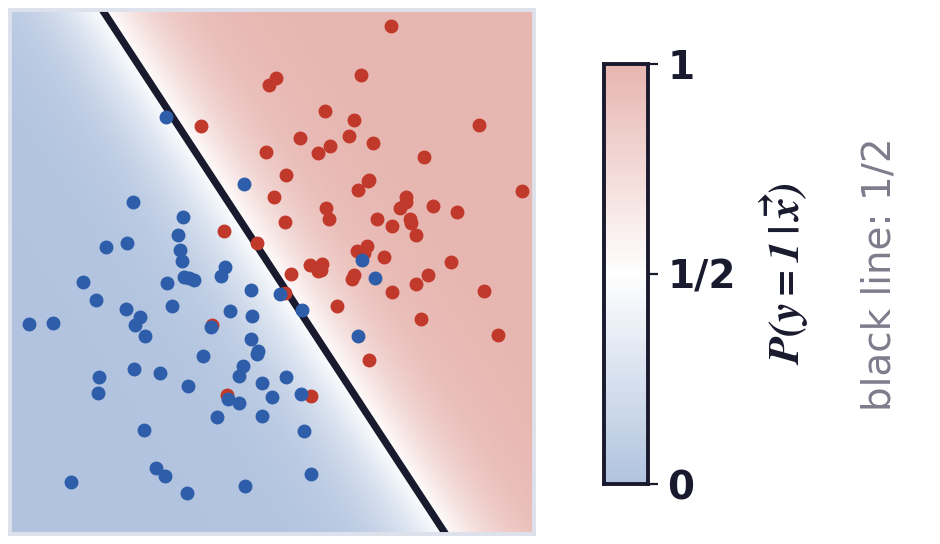 1
1/2
0
P(y = 1 | x⃗)
black line: 1/2